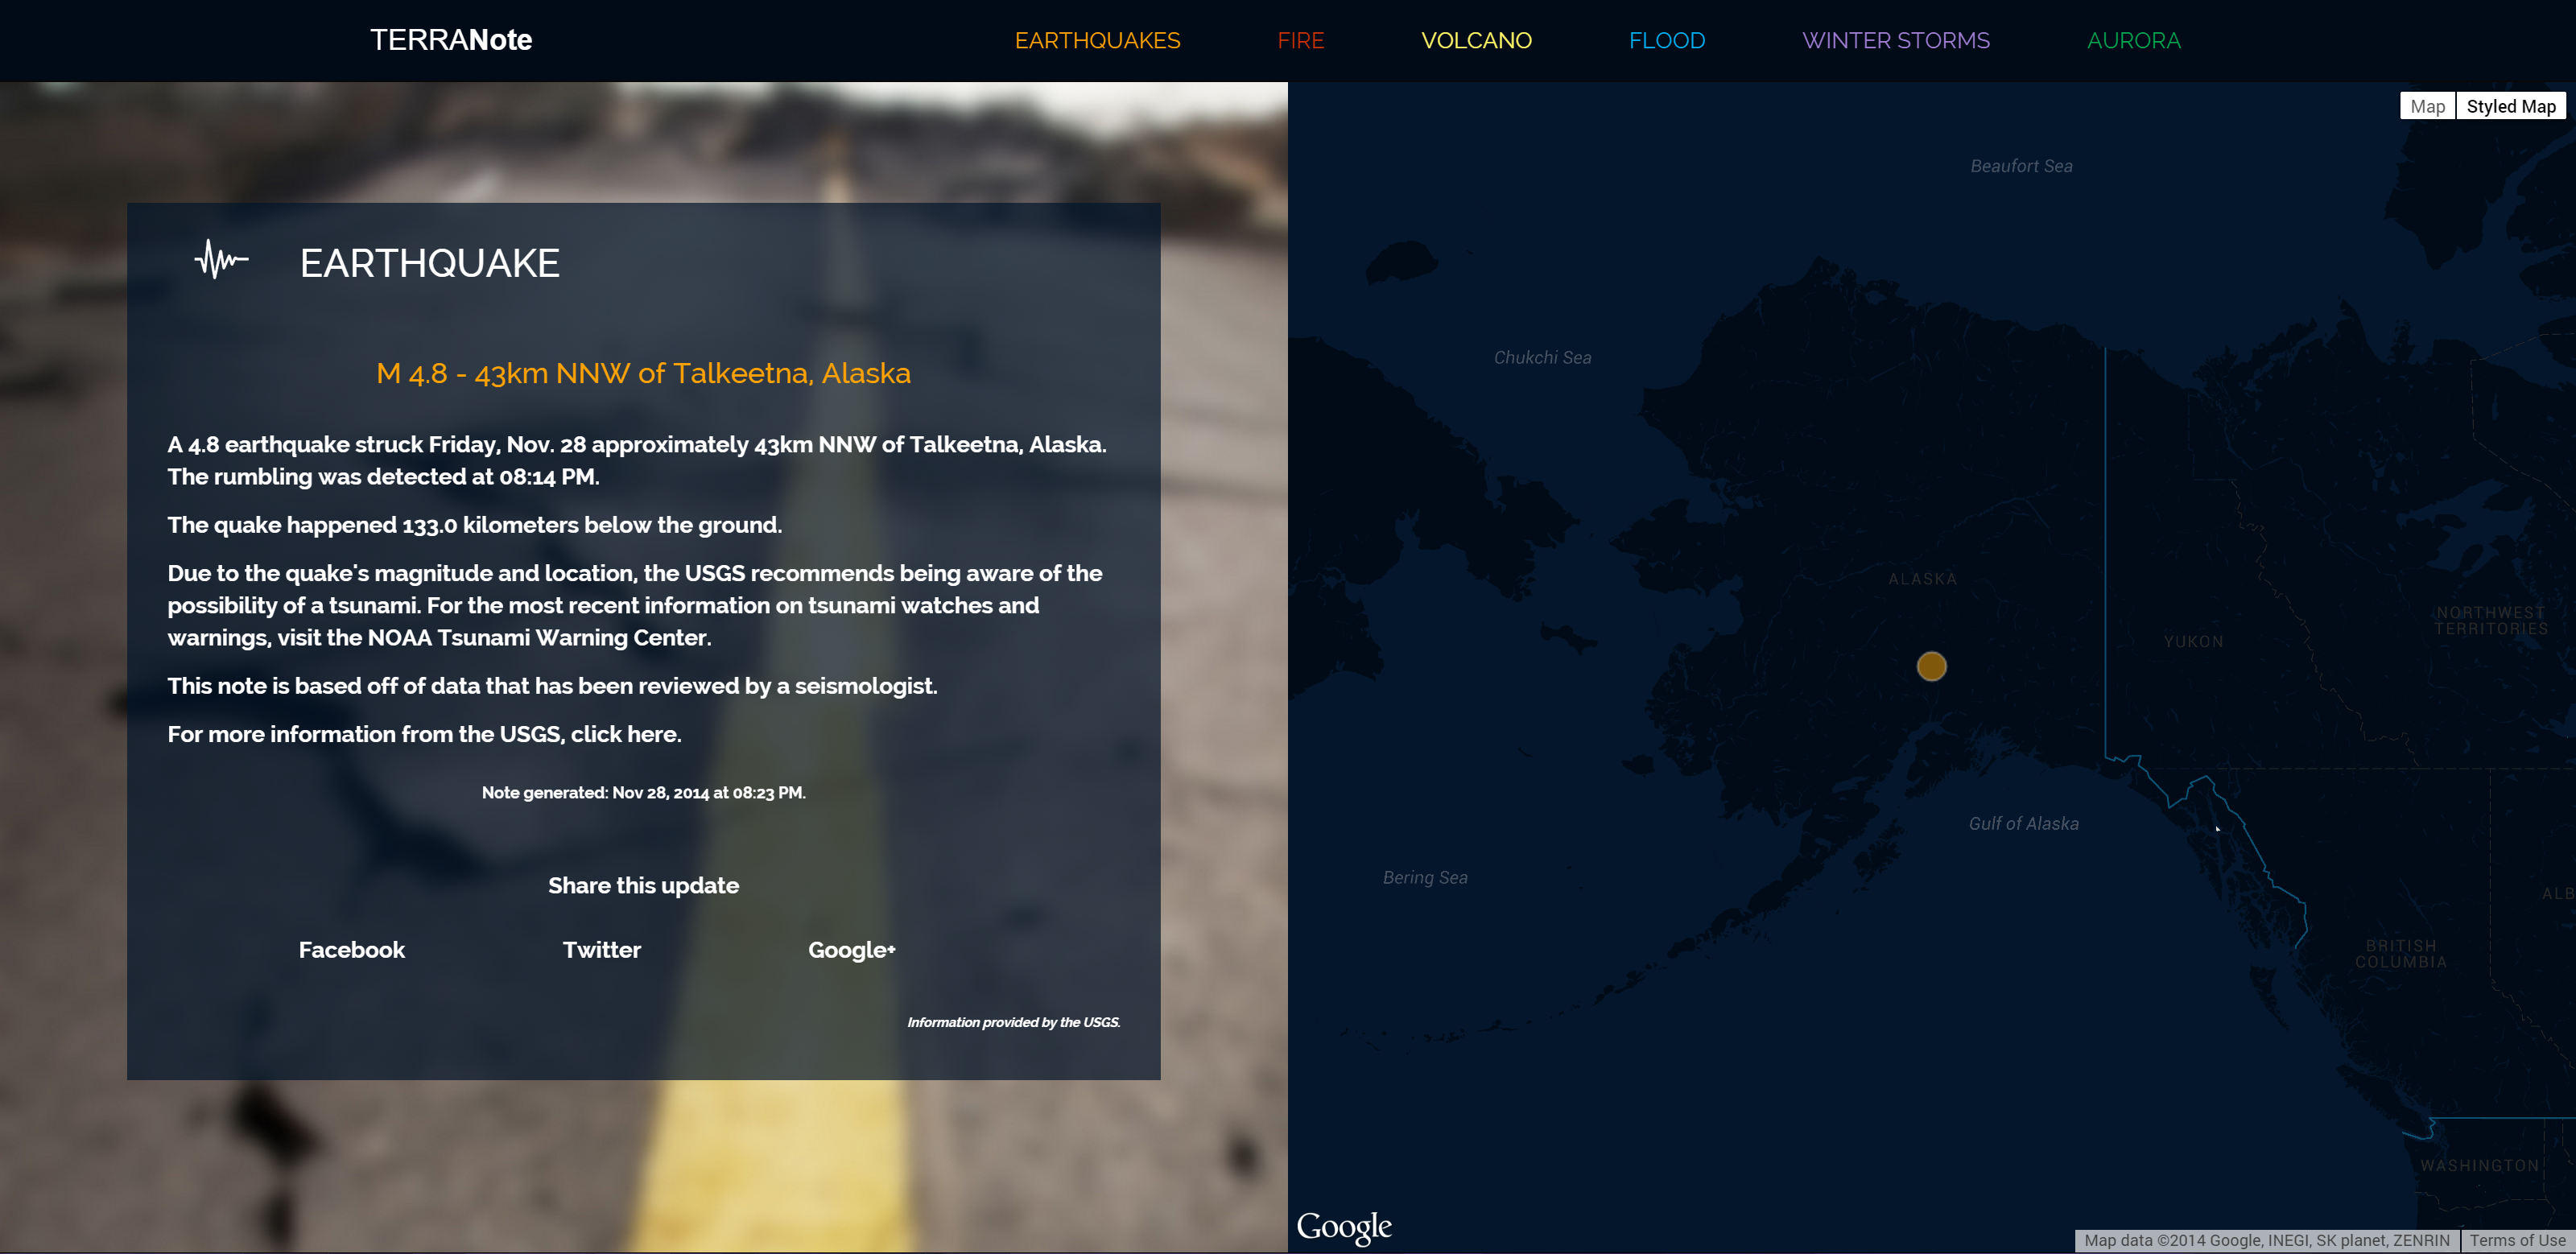 TERRANote
EARTHQUAKES
FIRE
VOLCANO
FLOOD
WINTER STORMS
AURORA
EARTHQUAKE
M 4.8 - 43km NNW of Talkeetna, Alaska
A 4.8 earthquake struck Friday, Nov. 28 approximately 43km NNW of Talkeetna, Alaska.
The rumbling was detected at 08:14 PM.
The quake happened 133.0 kilometers below the ground.
Due to the quake's magnitude and location, the USGS recommends being aware of the
possibility of a tsunami. For the most recent information on tsunami watches and
warnings, visit the NOAA Tsunami Warning Center.
This note is based off of data that has been reviewed by a seismologist.
For more information from the USGS, click here.
Note generated: Nov 28, 2014 at 08:23 PM.
Share this update
Facebook
Twitter
Google+
Information provided by the USGS.
Map
Styled Map
Beaufort Sea
Chukchi Sea
ALASKA
NORTHWEST
TERRITORIES
YUKON
Gulf of Alaska
Bering Sea
ALB
BRITISH
COLUMBIA
WASHINGTON
Google
Map data ©2014 Google, INEGI, SK planet, ZENRIN
Terms of Use